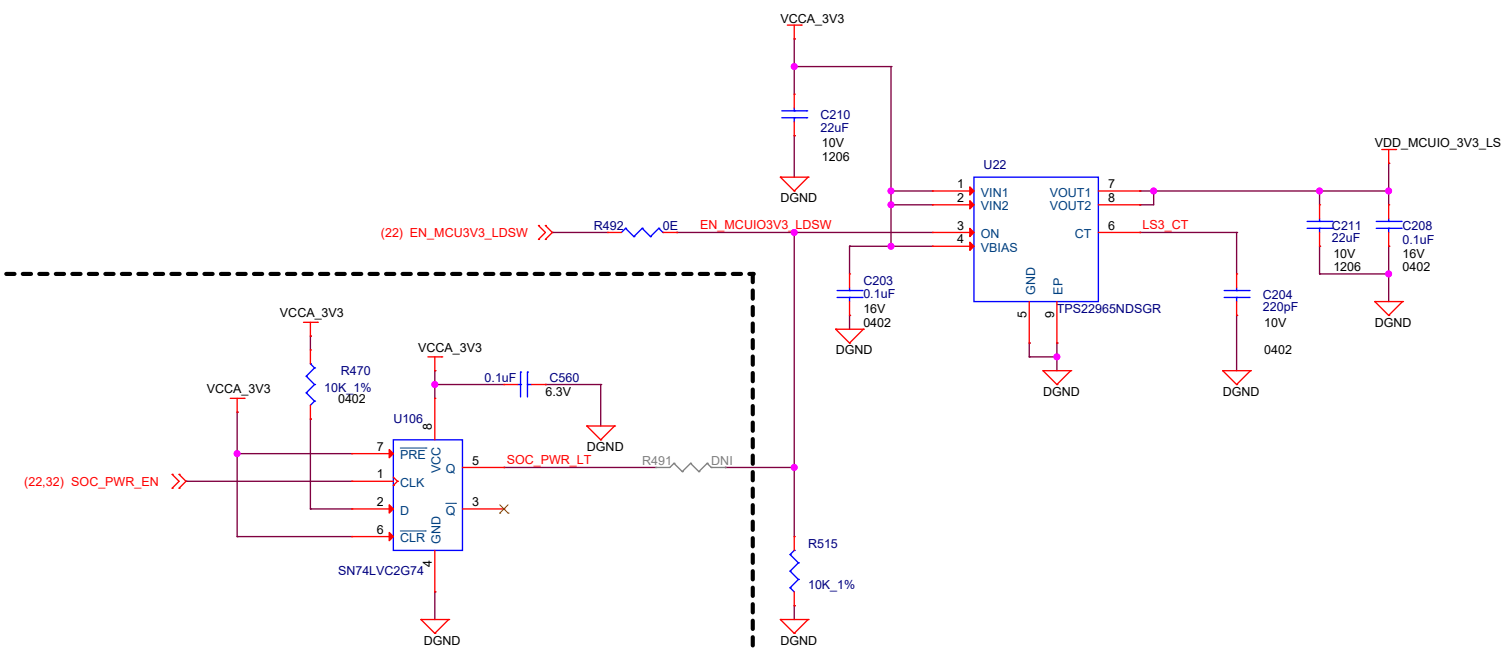 VCCA_3V3
C210
22uF
10V
1206
DGND
U22
VDD_MCUIO_3V3_LS
1
VIN1
VOUT1
7
2
VIN2
VOUT2
8
(22) EN_MCU3V3_LDSW
R492
0E
EN_MCUIO3V3_LDSW
3
ON
CT
6
LS3_CT
4
VBIAS
C211
22uF
10V
1206
C208
0.1uF
16V
0402
DGND
C203
0.1uF
16V
0402
DGND
GND
EP
5
9
TPS22965NDSGR
DGND
C204
220pF
10V
0402
DGND
VCCA_3V3
R470
10K_1%
0402
VCCA_3V3
VCCA_3V3
0.1uF
C560
6.3V
DGND
U106
8
7
PRE
VCC
Q
5
SOC_PWR_LT
R491
DNI
(22,32) SOC_PWR_EN
1
CLK
2
D
Q
3
6
CLR
GND
4
SN74LVC2G74
DGND
R515
10K_1%
DGND